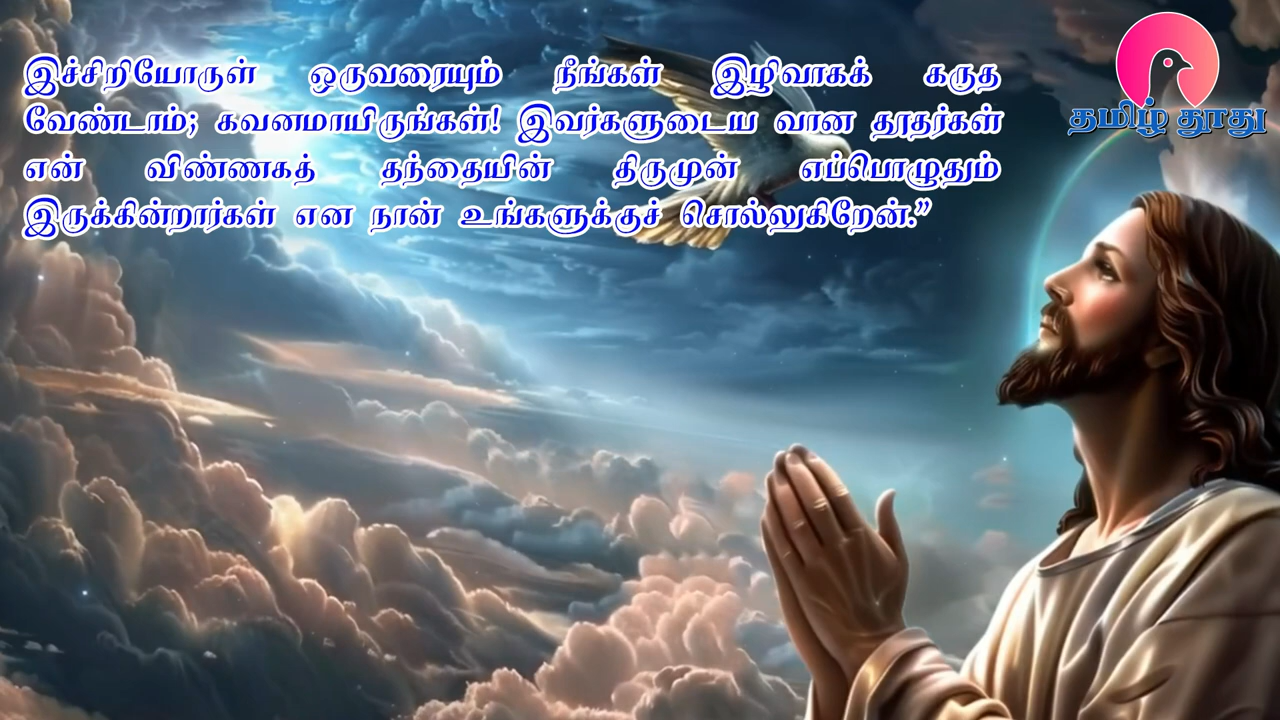 இச்சிறியோருள் ஒருவரையும் நீங்கள் இழிவாகக் கருத
வேண்டாம்; கவனமாயிருங்கள்! இவர்களுடைய வான தூதர்கள்
என் விண்ணகத் தந்தையின் திருமுன் எப்பொழுதும்
இருக்கின்றார்கள் என நான் உங்களுக்குச் சொல்லுகிறேன்.”
தமிழ் தூது